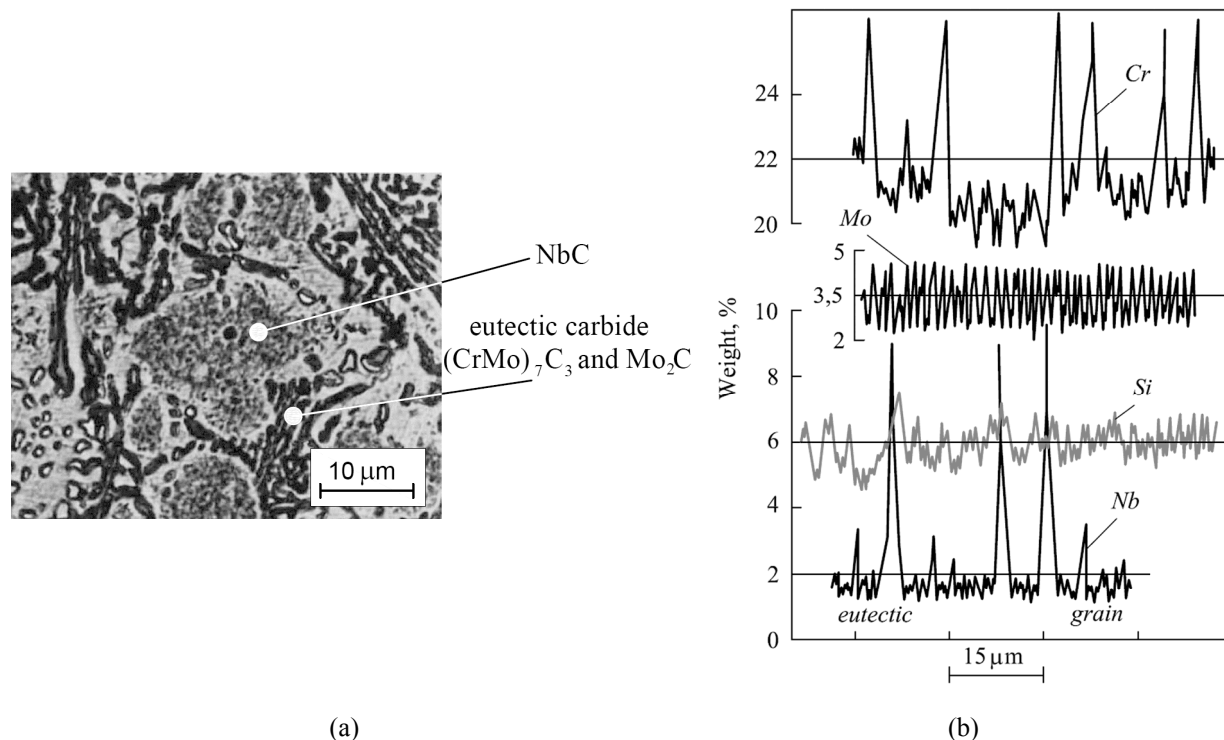 NbC
eutectic carbide
(CrMo)₇C₃ and Mo₂C
10 μm
(a)
Weight, %
24
22
20
10
8
6
4
2
0
Cr
Mo
5
3,5
2
Si
Nb
eutectic
grain
15 μm
(b)